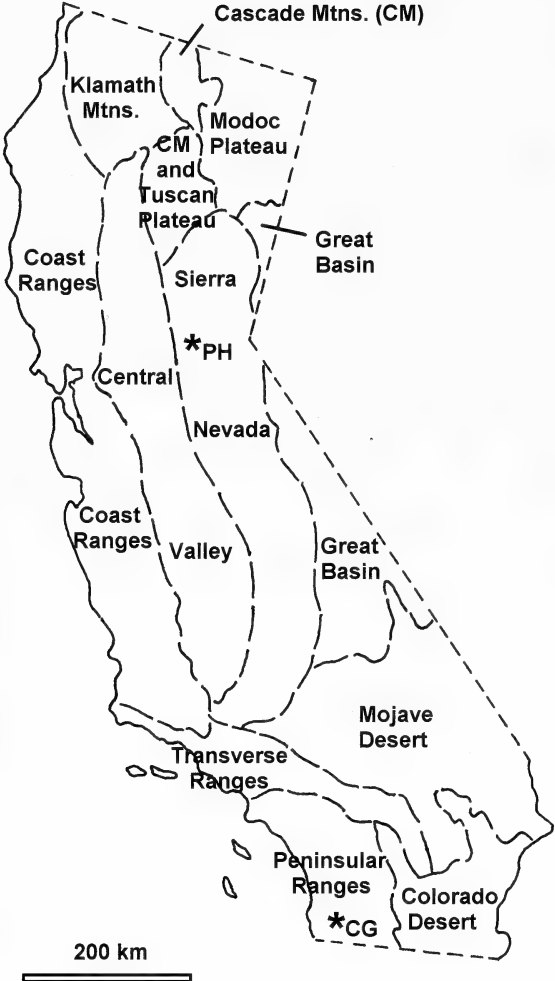 Cascade Mtns. (CM)
Klamath
Mtns.
Modoc
Plateau
CM
and
Tuscan
Plateau
Great
Basin
Coast
Ranges
Sierra
*PH
Central
Nevada
Coast
Ranges
Valley
Great
Basin
Mojave
Desert
Transverse
Ranges
Peninsular
Ranges
Colorado
Desert
*CG
200 km